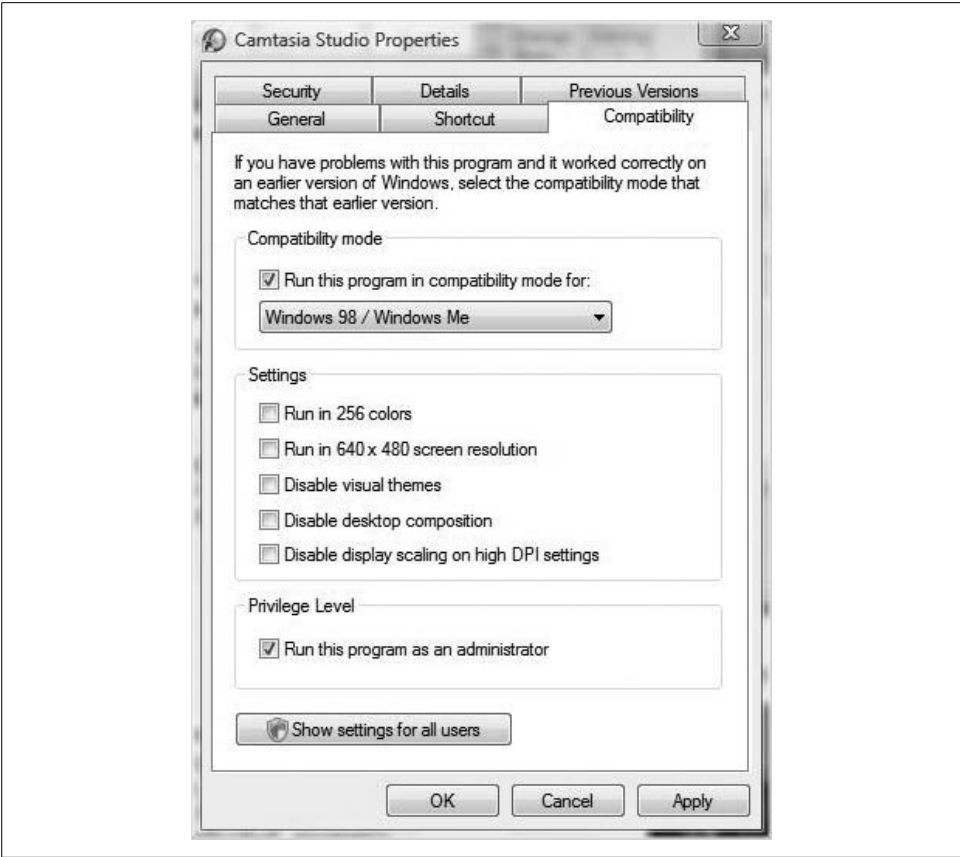 Camtasia Studio Properties
Security Details Previous Versions
General Shortcut Compatibility
If you have problems with this program and it worked correctly on
an earlier version of Windows, select the compatibility mode that
matches that earlier version.
Compatibility mode
Run this program in compatibility mode for:
Windows 98 / Windows Me
Settings
Run in 256 colors
Run in 640 x 480 screen resolution
Disable visual themes
Disable desktop composition
Disable display scaling on high DPI settings
Privilege Level
Run this program as an administrator
Show settings for all users
OK Cancel Apply